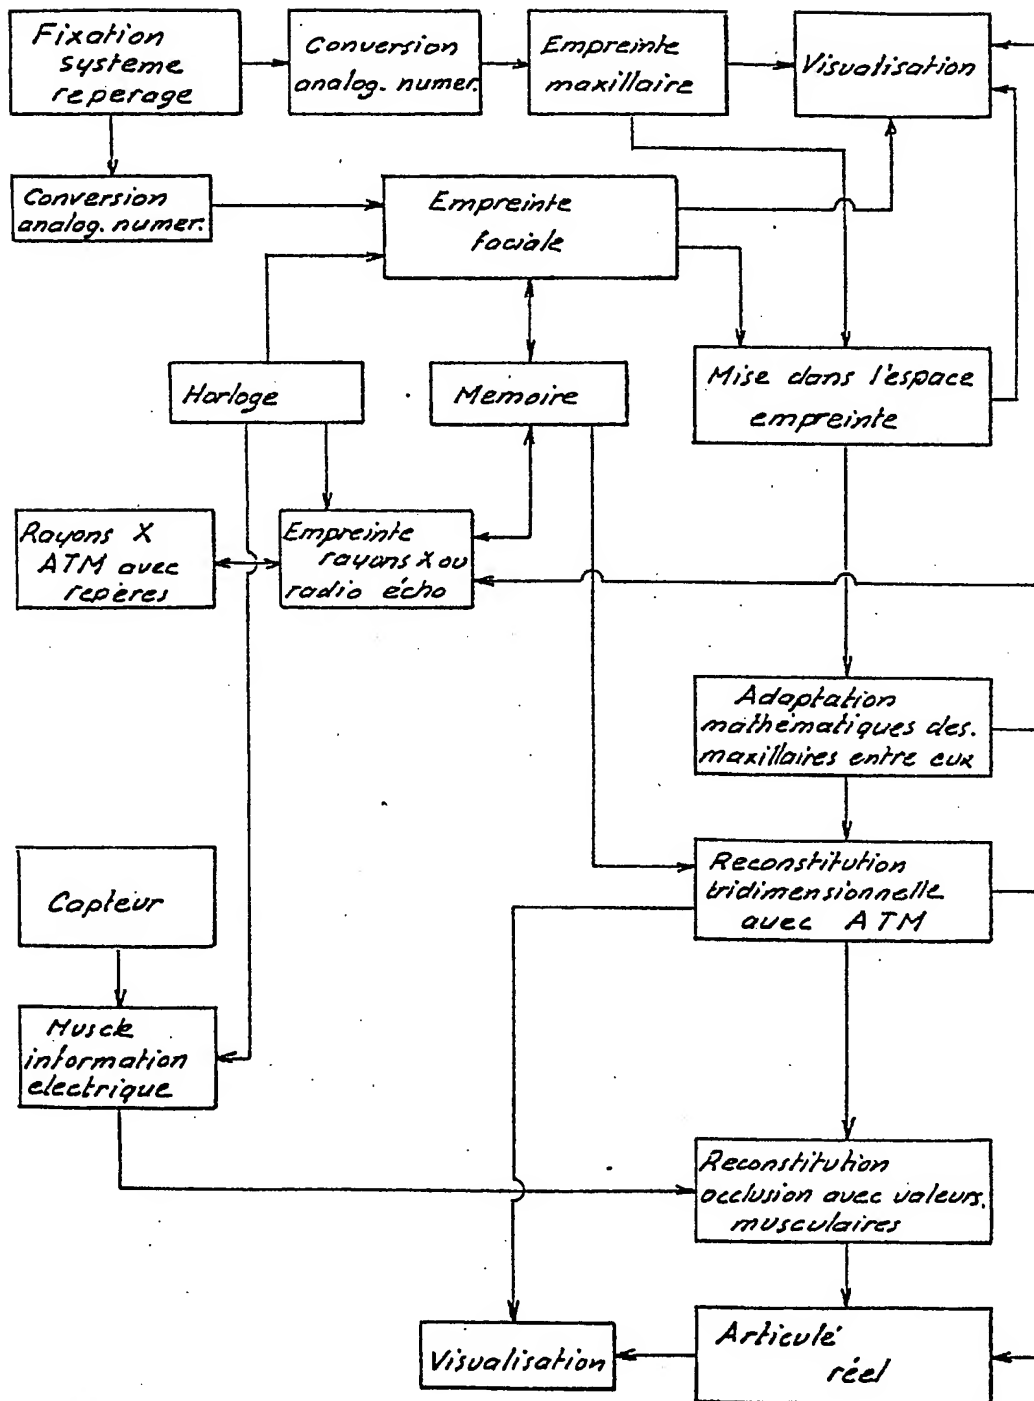 Fixation
systeme
reperage
Conversion
analog. numer.
Empreinte
maxillaire
Visualisation
Conversion
analog. numer.
Empreinte
faciale
Horloge
Memoire
Mise dans l'espace
empreinte
Rayons X
ATM avec
repères
Empreinte
rayons x ou
radio écho
Adaptation
mathématiques des.
maxillaires entre eux
Capteur
Reconstitution
tridimensionnelle
avec ATM
Muscle
information
electrique
Reconstitution
occlusion avec valeurs.
musculaires
Visualisation
Articulé
réel